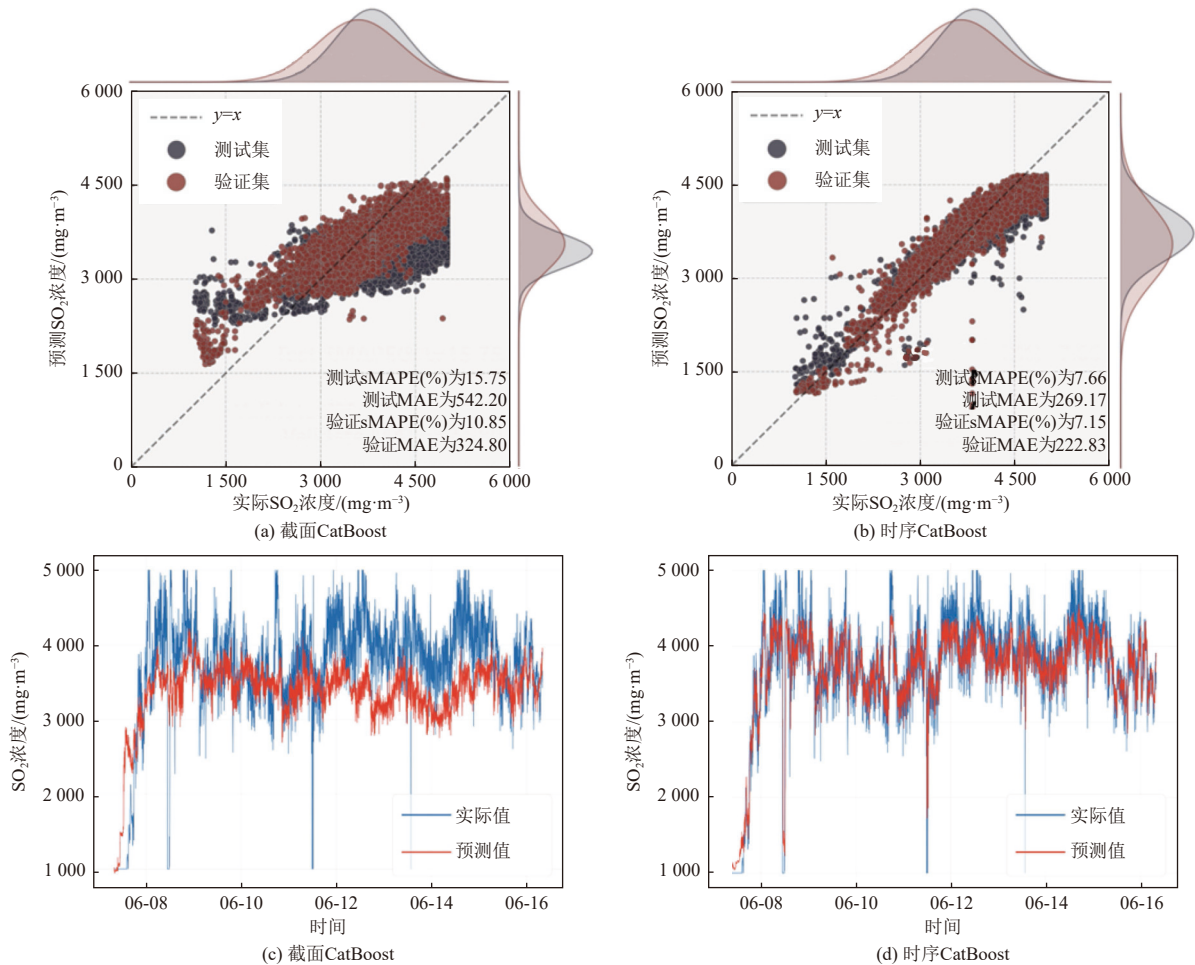 6 000
4 500
3 000
1 500
0
预测SO₂浓度/(mg·m⁻³)
y=x
测试集
验证集
测试sMAPE(%)为15.75
测试MAE为542.20
验证sMAPE(%)为10.85
验证MAE为324.80
0 1 500 3 000 4 500 6 000
实际SO₂浓度/(mg·m⁻³)
(a) 截面CatBoost
6 000
4 500
3 000
1 500
0
预测SO₂浓度/(mg·m⁻³)
y=x
测试集
验证集
测试sMAPE(%)为7.66
测试MAE为269.17
验证sMAPE(%)为7.15
验证MAE为222.83
0 1 500 3 000 4 500 6 000
实际SO₂浓度/(mg·m⁻³)
(b) 时序CatBoost
5 000
4 000
3 000
2 000
1 000
SO₂浓度/(mg·m⁻³)
实际值
预测值
06-08 06-10 06-12 06-14 06-16
时间
(c) 截面CatBoost
5 000
4 000
3 000
2 000
1 000
SO₂浓度/(mg·m⁻³)
实际值
预测值
06-08 06-10 06-12 06-14 06-16
时间
(d) 时序CatBoost